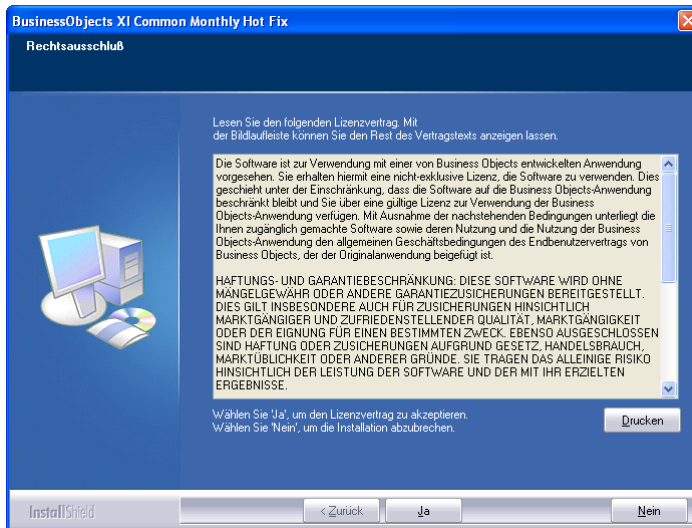 BusinessObjects XI Common Monthly Hot Fix
Rechtsausschluß
Lesen Sie den folgenden Lizenzvertrag. Mit
der Bildlaufleiste können Sie den Rest des Vertragstexts anzeigen lassen.
Die Software ist zur Verwendung mit einer von Business Objects entwickelten Anwendung
vorgesehen. Sie erhalten hiermit eine nicht-exklusive Lizenz, die Software zu verwenden. Dies
geschieht unter der Einschränkung, dass die Software auf die Business Objects-Anwendung
beschränkt bleibt und Sie über eine gültige Lizenz zur Verwendung der Business
Objects-Anwendung verfügen. Mit Ausnahme der nachstehenden Bedingungen unterliegt die
Ihnen zugänglich gemachte Software sowie deren Nutzung und die Nutzung der Business
Objects-Anwendung den allgemeinen Geschäftsbedingungen des Endbenutzervertrags von
Business Objects, der der Originalanwendung beigefügt ist.
HAFTUNGS- UND GARANTIEBESCHRÄNKUNG: DIESE SOFTWARE WIRD OHNE
MÄNGELGEWÄHR ODER ANDERE GARANTIEZUSICHERUNGEN BEREITGESTELLT.
DIES GILT INSBESONDERE AUCH FÜR ZUSICHERUNGEN HINSICHTLICH
MARKTGÄNGIGER UND ZUFRIEDENSTELLENDER QUALITÄT, MARKTGÄNGIGKEIT
ODER DER EIGNUNG FÜR EINEN BESTIMMTEN ZWECK. EBENSO AUSGESCHLOSSEN
SIND HAFTUNG ODER ZUSICHERUNGEN AUFGRUND GESETZ, HANDELSBRAUCH,
MARKTÜBLICHKEIT ODER ANDERER GRÜNDE. SIE TRAGEN DAS ALLEINIGE RISIKO
HINSICHTLICH DER LEISTUNG DER SOFTWARE UND DER MIT IHR ERZIELTEN
ERGEBNISSE.
Wählen Sie 'Ja', um den Lizenzvertrag zu akzeptieren.
Wählen Sie 'Nein', um die Installation abzubrechen.
Drucken
InstallShield
< Zurück
Ja
Nein